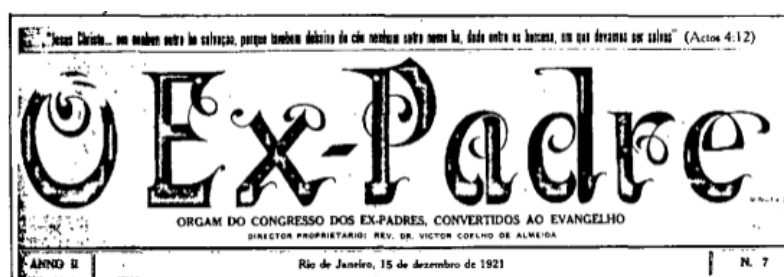 "Jesus Christo... em nenhum outro ha salvação, porque tambem debaixo do céu nenhum outro nome ha, dado entre os homens, em que devamos ser salvos" (Actos 4:12)
O Ex-Padre
ORGAM DO CONGRESSO DOS EX-PADRES, CONVERTIDOS AO EVANGELHO
DIRECTOR PROPRIETARIO: REV. DR. VICTOR COELHO DE ALMEIDA
ANNO II Rio de Janeiro, 15 de dezembro de 1921 N. 7